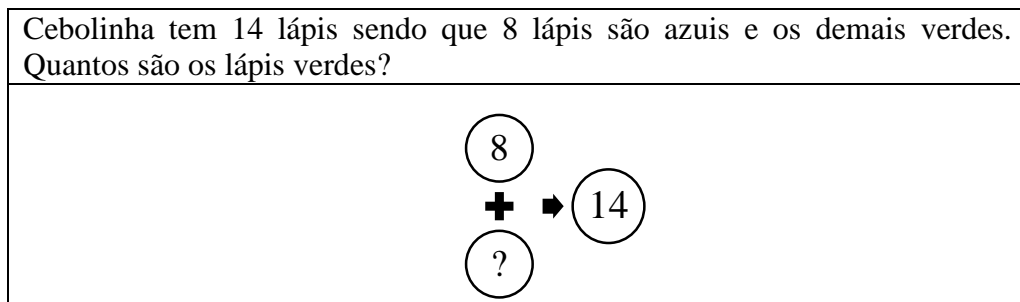 Cebolinha tem 14 lápis sendo que 8 lápis são azuis e os demais verdes.
Quantos são os lápis verdes?
8
14
?